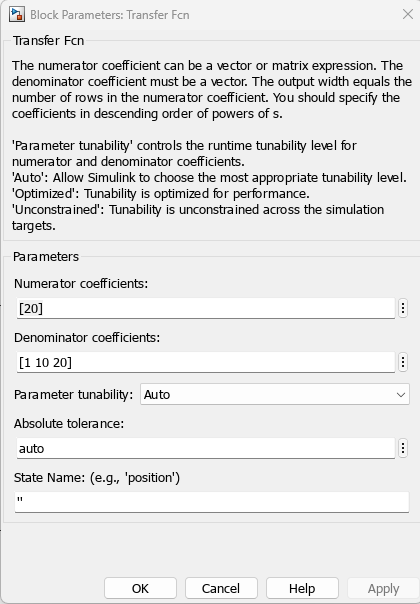 Block Parameters: Transfer Fcn
Transfer Fcn
The numerator coefficient can be a vector or matrix expression. The
denominator coefficient must be a vector. The output width equals the
number of rows in the numerator coefficient. You should specify the
coefficients in descending order of powers of s.
'Parameter tunability' controls the runtime tunability level for
numerator and denominator coefficients.
'Auto': Allow Simulink to choose the most appropriate tunability level.
'Optimized': Tunability is optimized for performance.
'Unconstrained': Tunability is unconstrained across the simulation
targets.
Parameters
Numerator coefficients:
[20]
Denominator coefficients:
[1 10 20]
Parameter tunability: Auto
Absolute tolerance:
auto
State Name: (e.g., 'position')
''
OK Cancel Help Apply